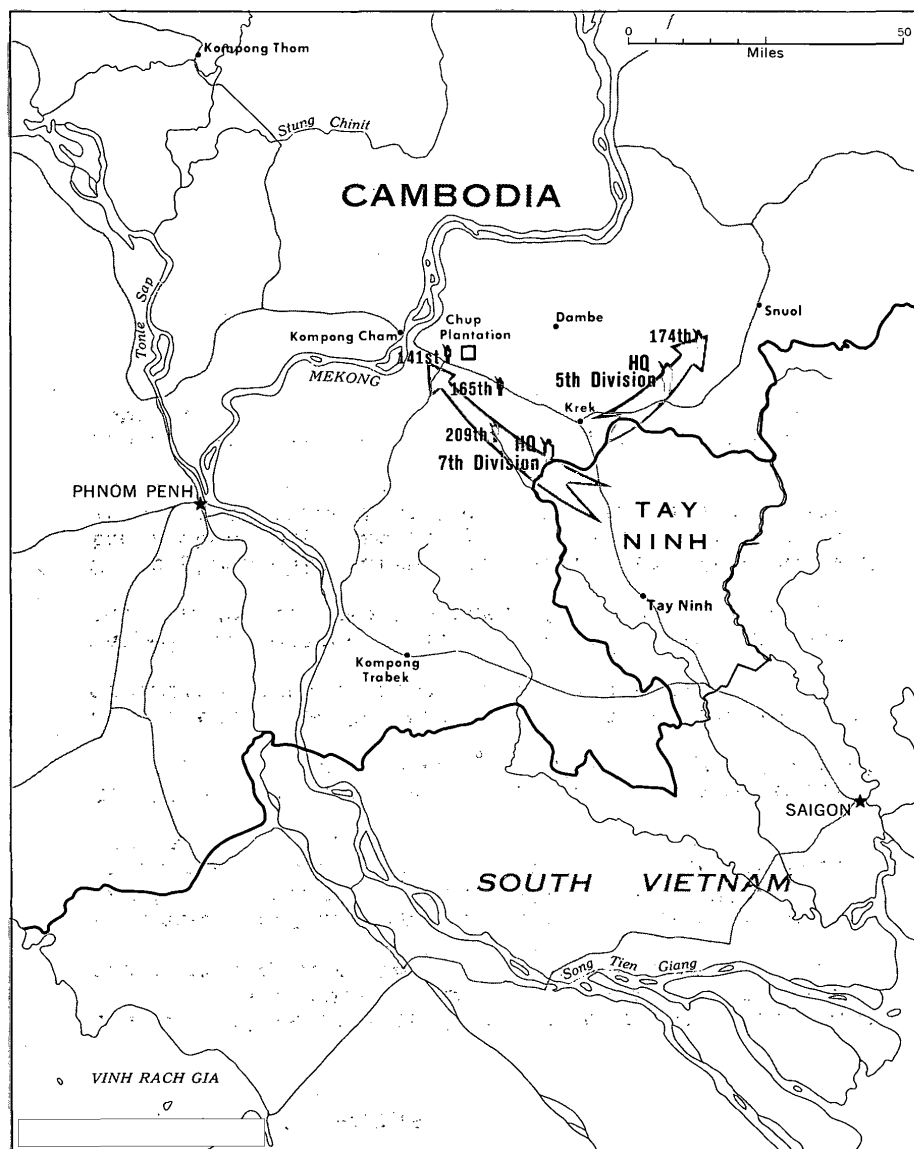 Kompong Thom
0
50
Miles
Stung Chinit
CAMBODIA
Tonle Sap
Snuol
Dambe
Chup
Plantation
Kompong Cham
174th
141st
HQ
5th Division
MEKONG
165th
Krek
209th
HQ
7th Division
PHNOM PENH
TAY
NINH
Tay Ninh
Kompong
Trabek
SAIGON
SOUTH VIETNAM
Song Tien Giang
VINH RACH GIA